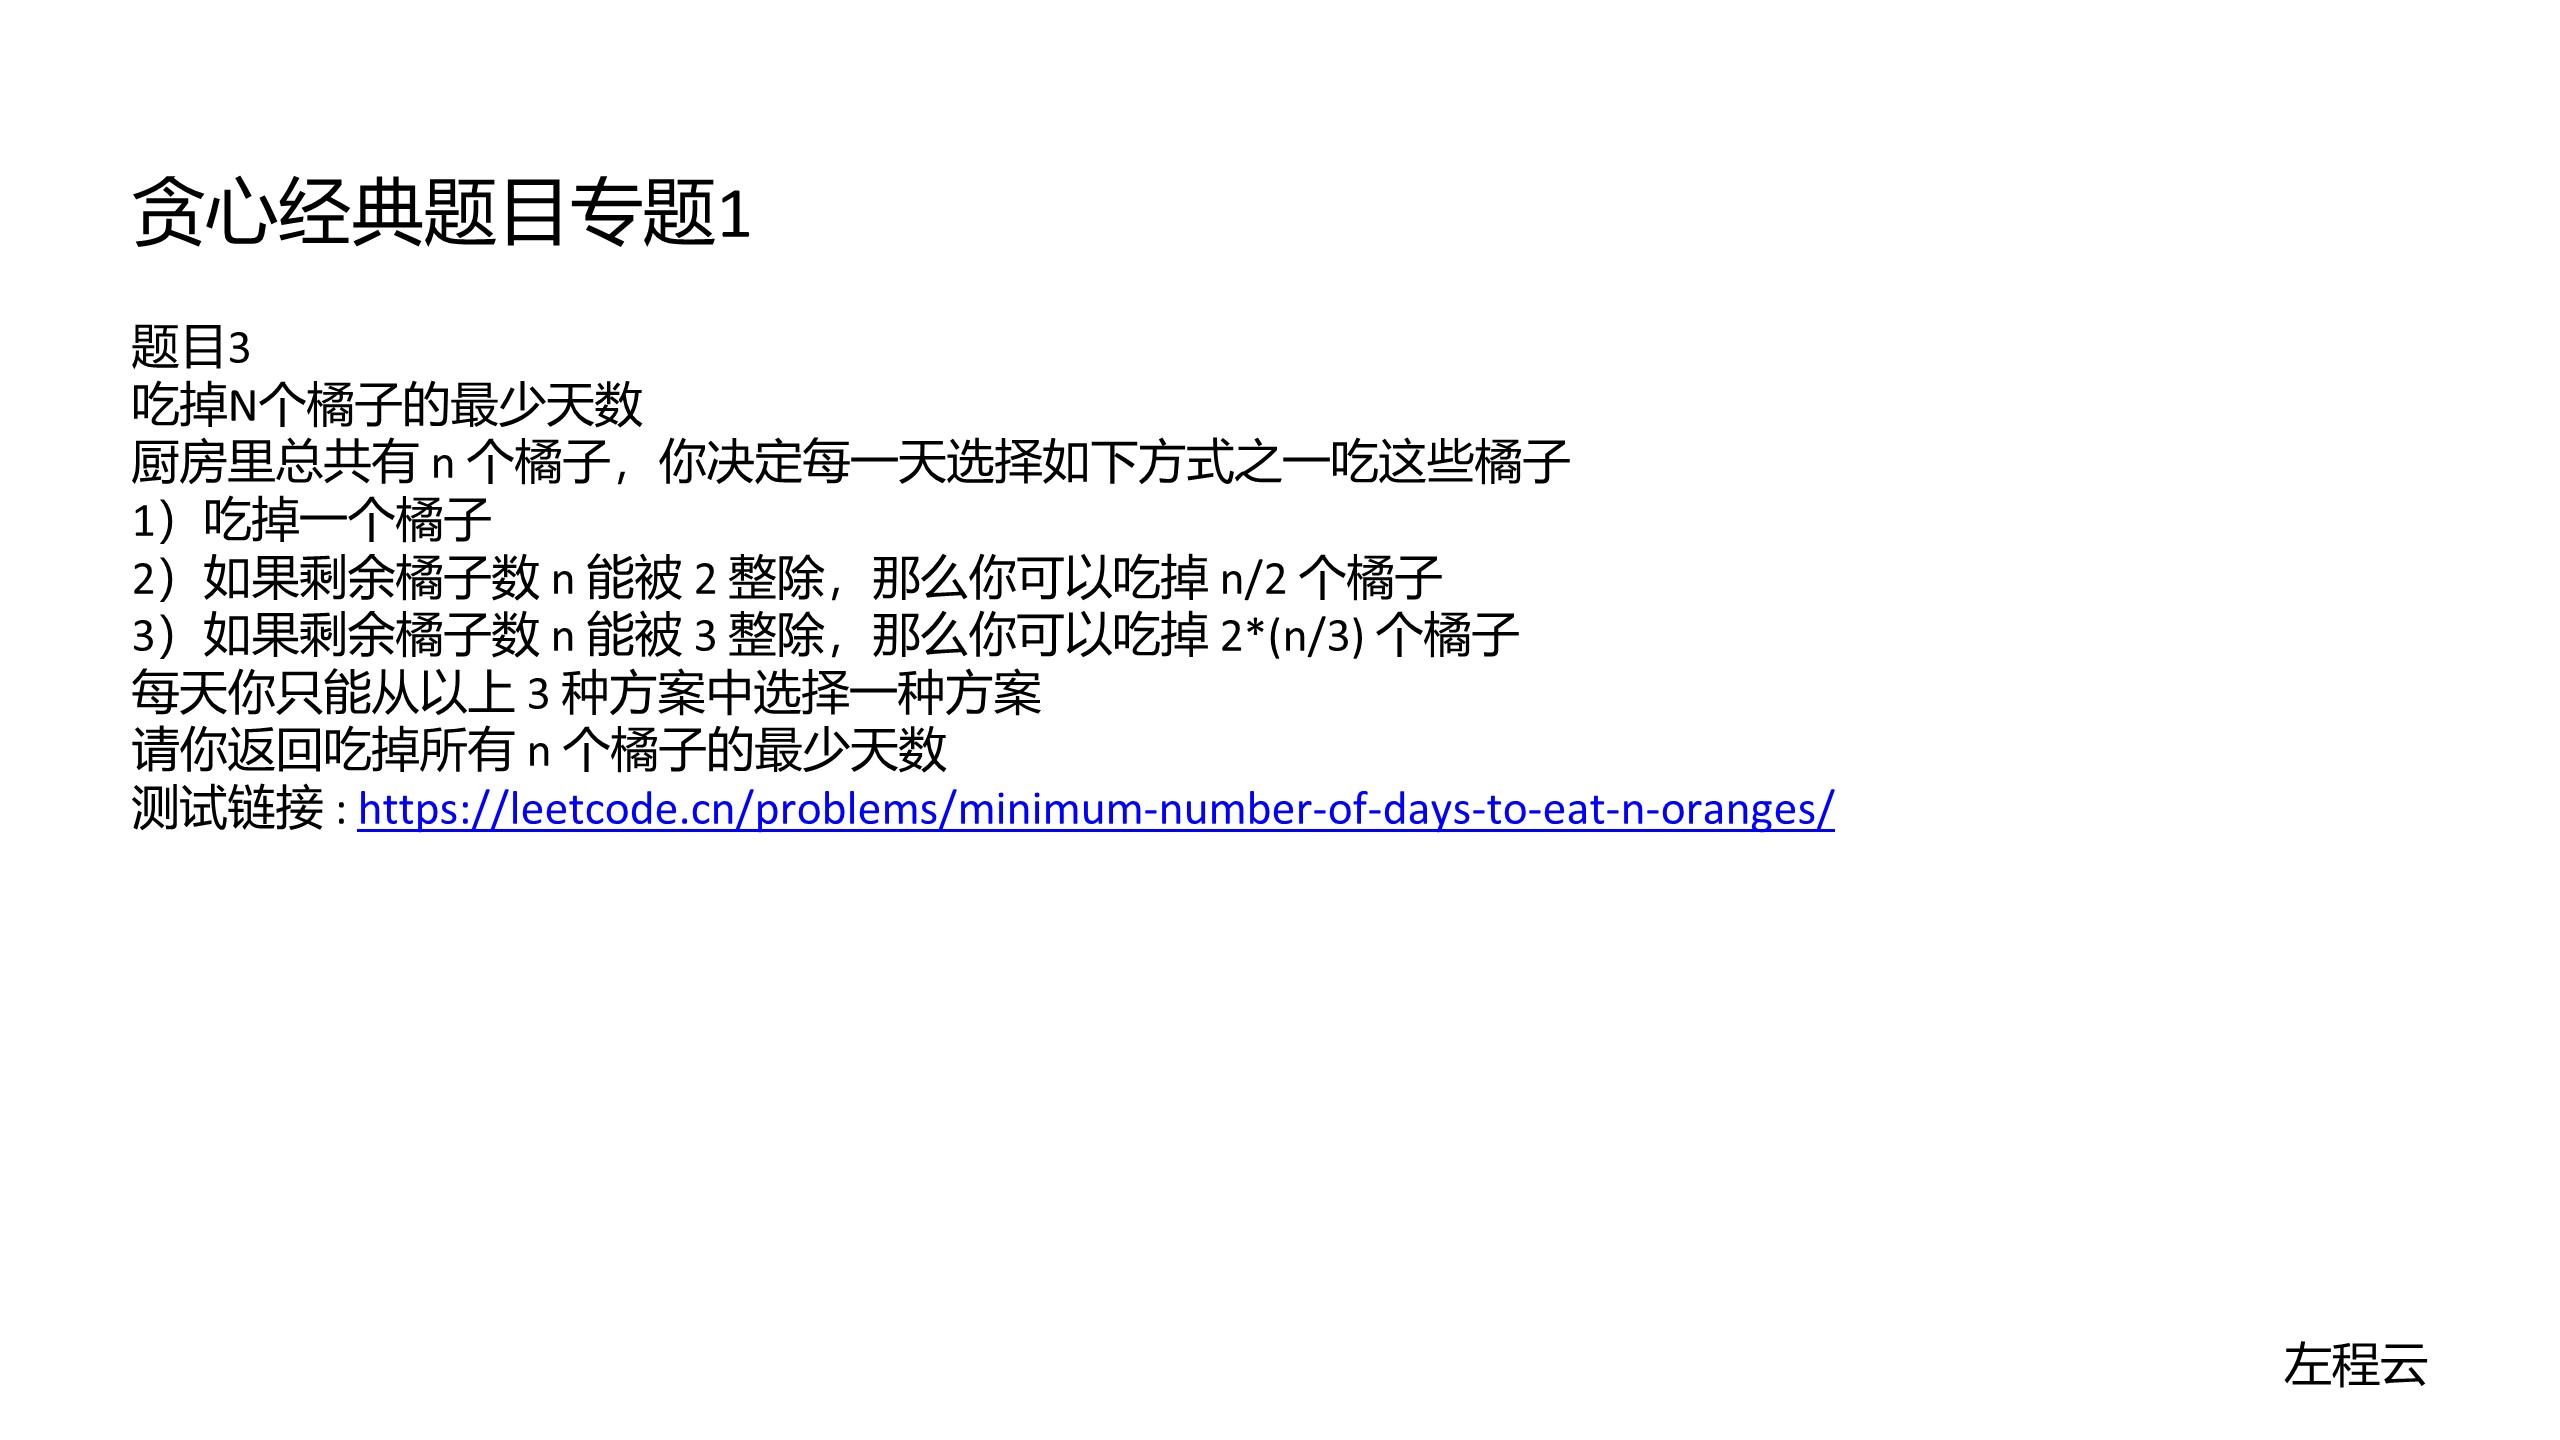 贪心经典题目专题1
题目3
吃掉N个橘子的最少天数
厨房里总共有 n 个橘子，你决定每一天选择如下方式之一吃这些橘子
1）吃掉一个橘子
2）如果剩余橘子数 n 能被 2 整除，那么你可以吃掉 n/2 个橘子
3）如果剩余橘子数 n 能被 3 整除，那么你可以吃掉 2*(n/3) 个橘子
每天你只能从以上 3 种方案中选择一种方案
请你返回吃掉所有 n 个橘子的最少天数
测试链接 : https://leetcode.cn/problems/minimum-number-of-days-to-eat-n-oranges/
左程云